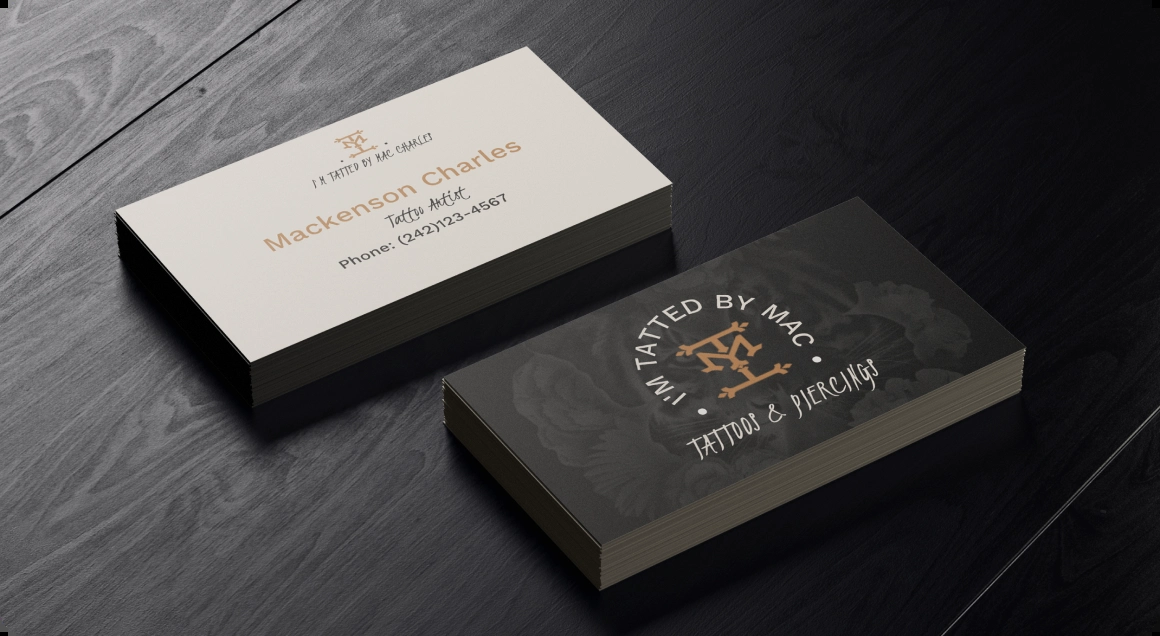 I'M TATTED BY MAC CHARLES
Mackenson Charles
Tattoo Artist
Phone: (242)123-4567
I'M TATTED BY MAC
TATTOOS & PIERCINGS